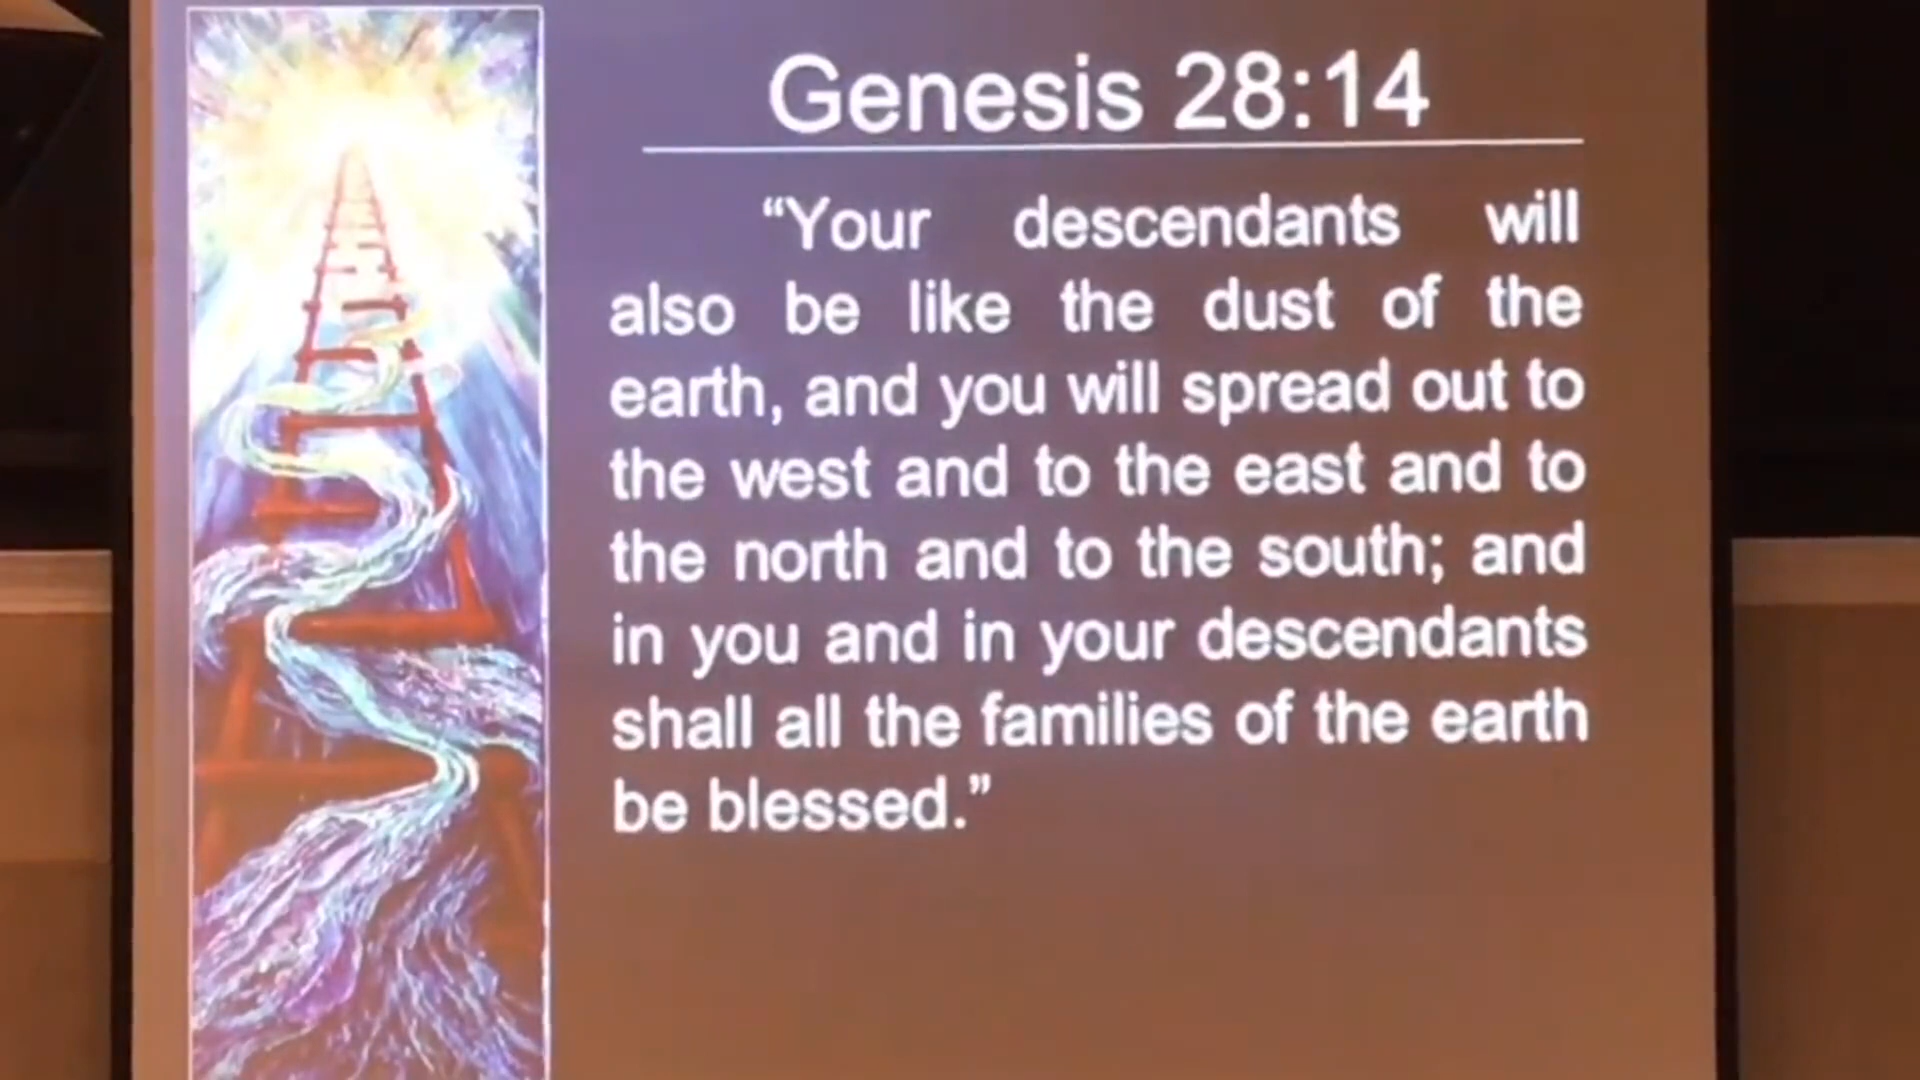 Genesis 28:14
“Your descendants will
also be like the dust of the
earth, and you will spread out to
the west and to the east and to
the north and to the south; and
in you and in your descendants
shall all the families of the earth
be blessed.”